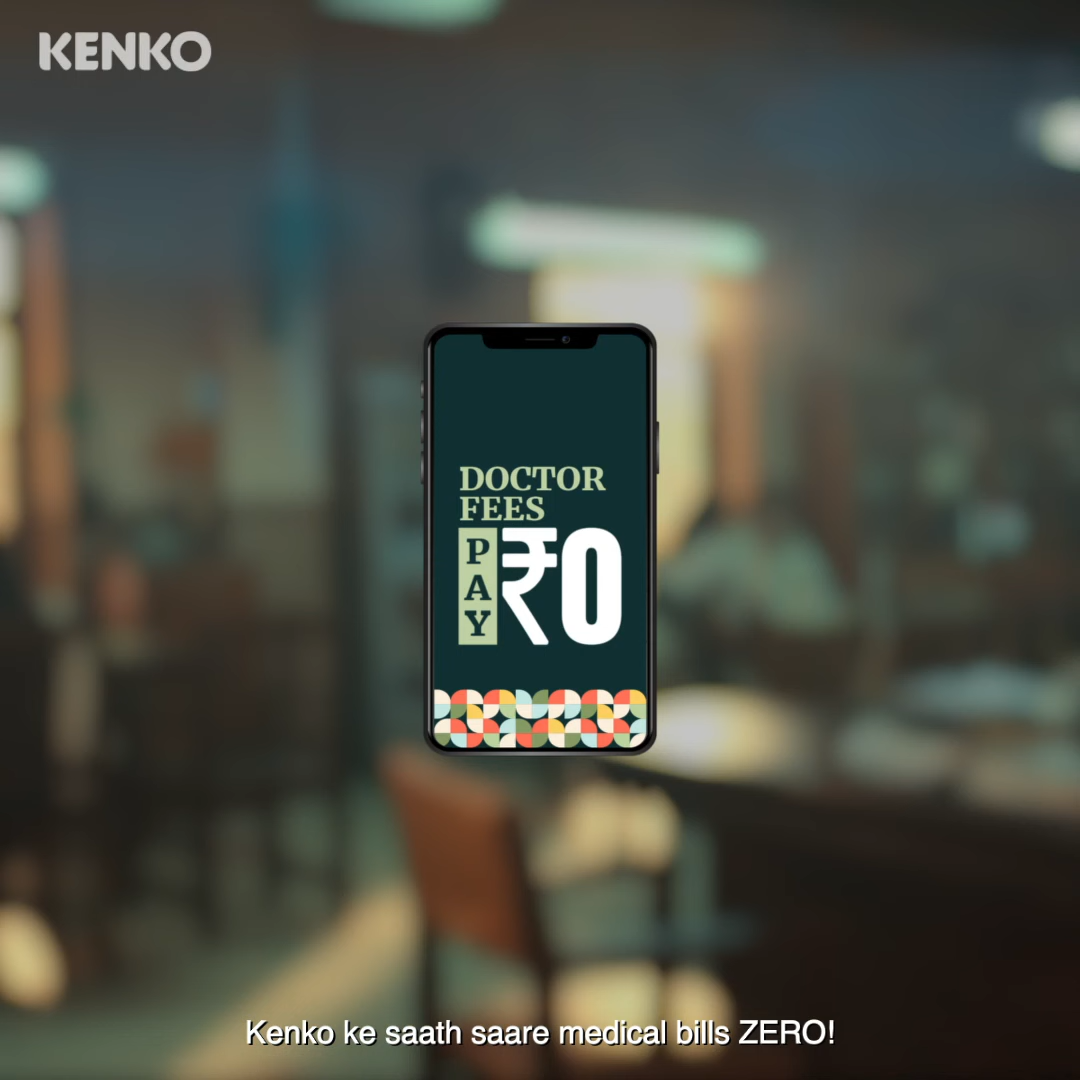 KENKO
DOCTOR
FEES
PAY
₹0
Kenko ke saath saare medical bills ZERO!